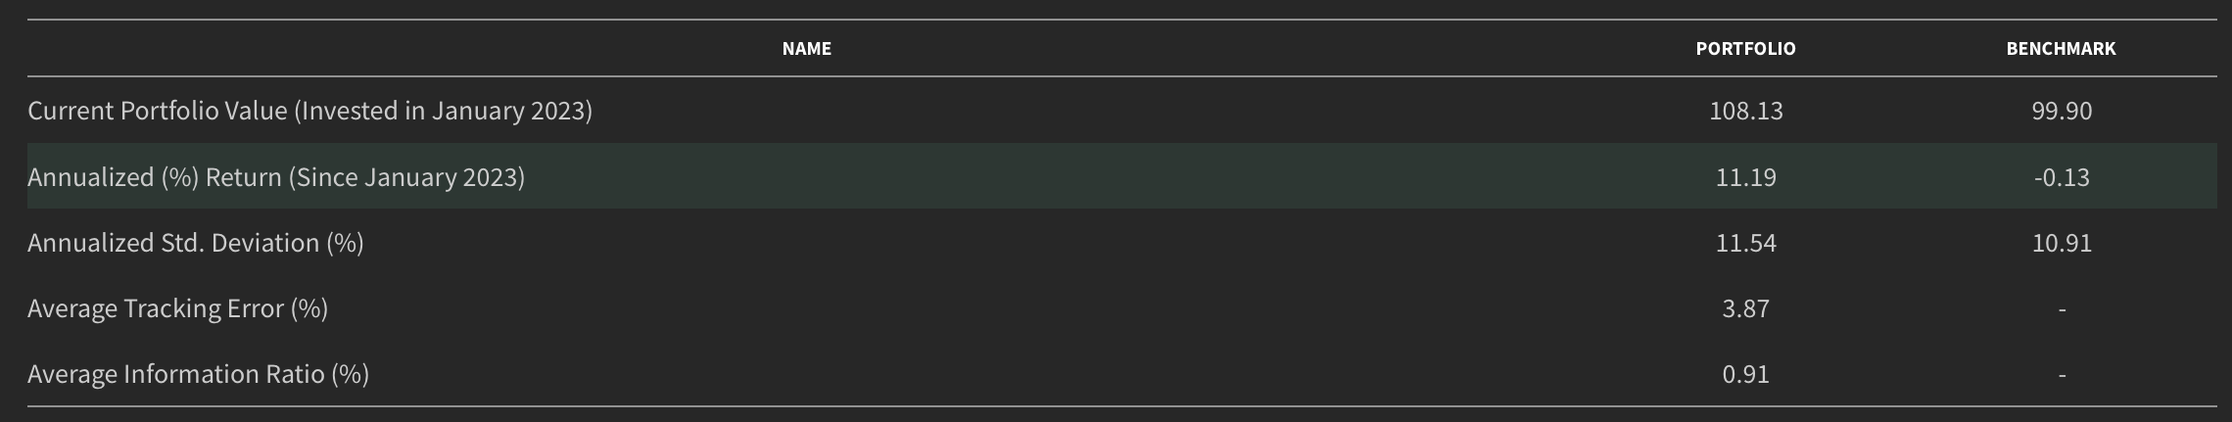 NAME PORTFOLIO BENCHMARK
Current Portfolio Value (Invested in January 2023) 108.13 99.90
Annualized (%) Return (Since January 2023) 11.19 -0.13
Annualized Std. Deviation (%) 11.54 10.91
Average Tracking Error (%) 3.87 -
Average Information Ratio (%) 0.91 -